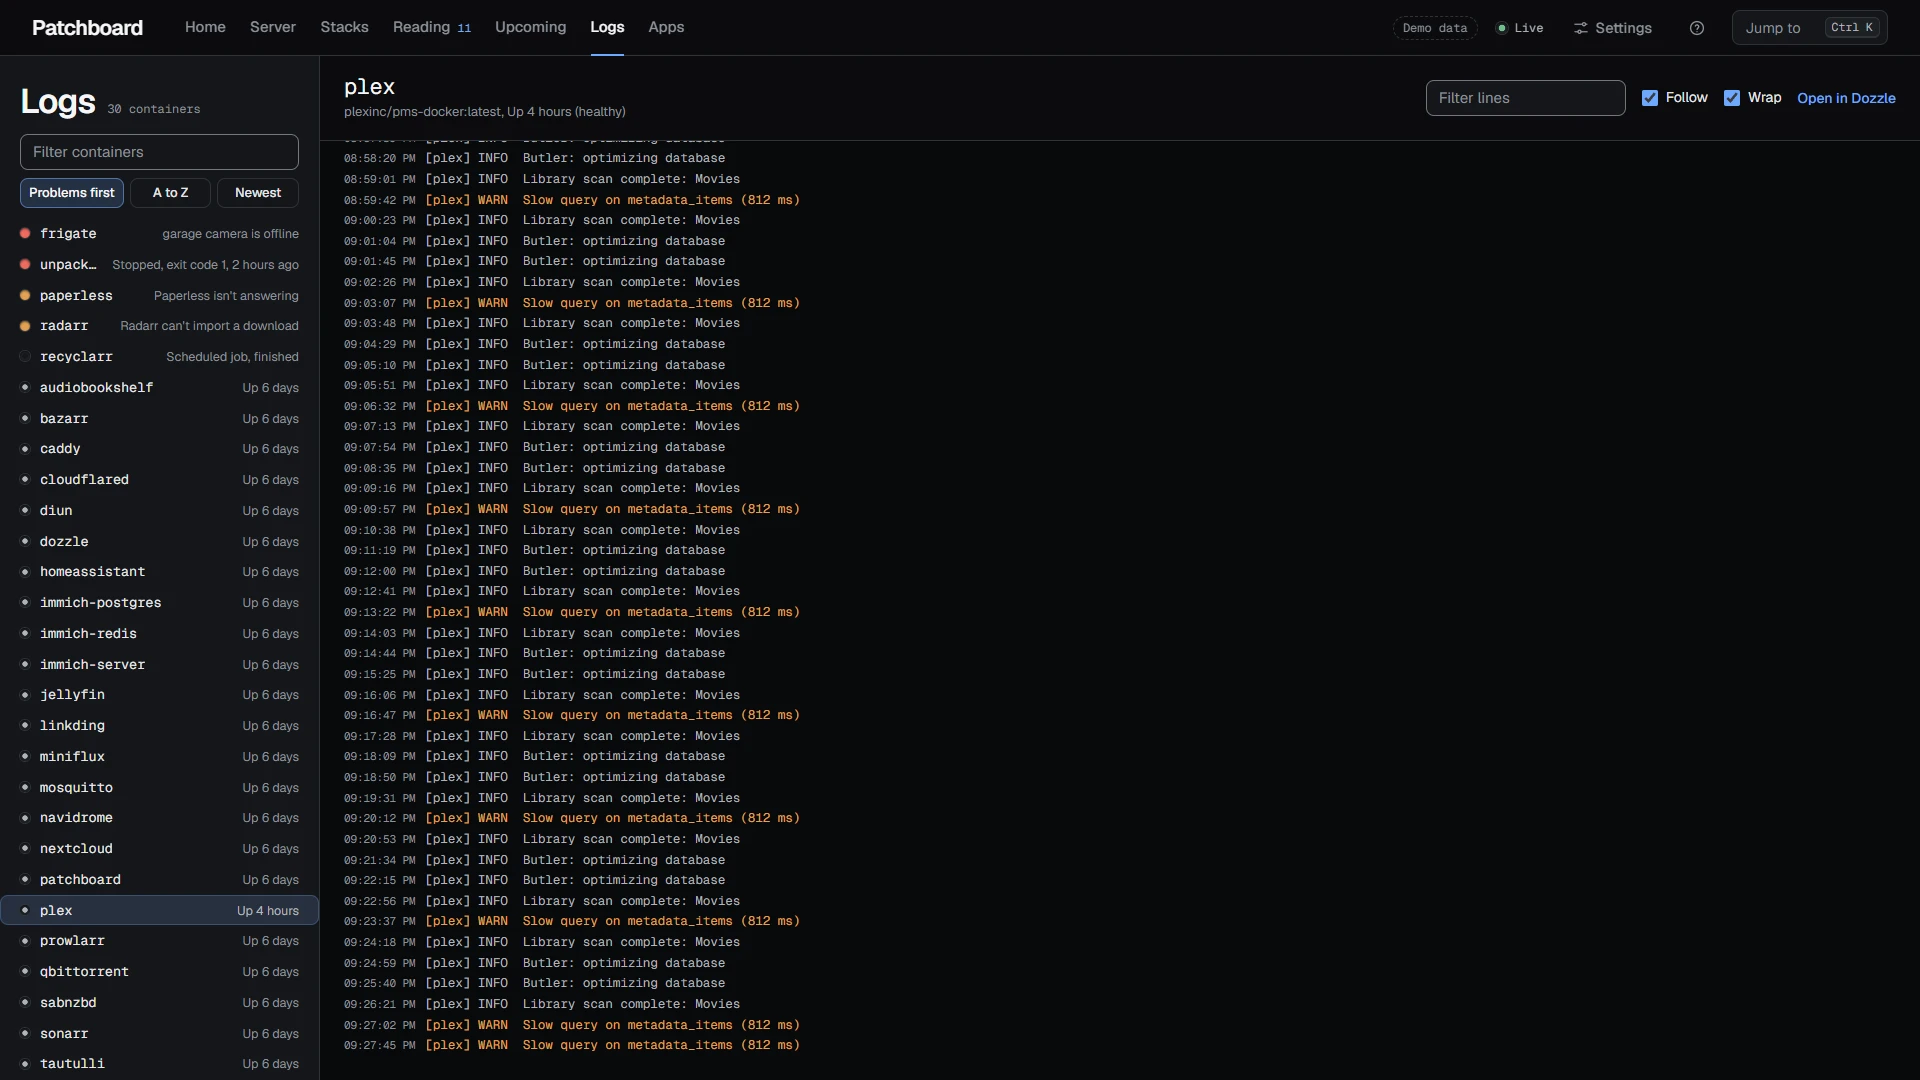 Patchboard Home Server Stacks Reading 11 Upcoming Logs Apps Demo data Live Settings Jump to Ctrl K
Logs 30 containers
Filter containers
Problems first A to Z Newest
frigate garage camera is offline
unpack… Stopped, exit code 1, 2 hours ago
paperless Paperless isn't answering
radarr Radarr can't import a download
recyclarr Scheduled job, finished
audiobookshelf Up 6 days
bazarr Up 6 days
caddy Up 6 days
cloudflared Up 6 days
diun Up 6 days
dozzle Up 6 days
homeassistant Up 6 days
immich-postgres Up 6 days
immich-redis Up 6 days
immich-server Up 6 days
jellyfin Up 6 days
linkding Up 6 days
miniflux Up 6 days
mosquitto Up 6 days
navidrome Up 6 days
nextcloud Up 6 days
patchboard Up 6 days
plex Up 4 hours
prowlarr Up 6 days
qbittorrent Up 6 days
sabnzbd Up 6 days
sonarr Up 6 days
tautulli Up 6 days
plex
plexinc/pms-docker:latest, Up 4 hours (healthy)
Filter lines Follow Wrap Open in Dozzle
08:58:20 PM [plex] INFO Butler: optimizing database
08:59:01 PM [plex] INFO Library scan complete: Movies
08:59:42 PM [plex] WARN Slow query on metadata_items (812 ms)
09:00:23 PM [plex] INFO Library scan complete: Movies
09:01:04 PM [plex] INFO Butler: optimizing database
09:01:45 PM [plex] INFO Butler: optimizing database
09:02:26 PM [plex] INFO Library scan complete: Movies
09:03:07 PM [plex] WARN Slow query on metadata_items (812 ms)
09:03:48 PM [plex] INFO Library scan complete: Movies
09:04:29 PM [plex] INFO Butler: optimizing database
09:05:10 PM [plex] INFO Butler: optimizing database
09:05:51 PM [plex] INFO Library scan complete: Movies
09:06:32 PM [plex] WARN Slow query on metadata_items (812 ms)
09:07:13 PM [plex] INFO Library scan complete: Movies
09:07:54 PM [plex] INFO Butler: optimizing database
09:08:35 PM [plex] INFO Butler: optimizing database
09:09:16 PM [plex] INFO Library scan complete: Movies
09:09:57 PM [plex] WARN Slow query on metadata_items (812 ms)
09:10:38 PM [plex] INFO Library scan complete: Movies
09:11:19 PM [plex] INFO Butler: optimizing database
09:12:00 PM [plex] INFO Butler: optimizing database
09:12:41 PM [plex] INFO Library scan complete: Movies
09:13:22 PM [plex] WARN Slow query on metadata_items (812 ms)
09:14:03 PM [plex] INFO Library scan complete: Movies
09:14:44 PM [plex] INFO Butler: optimizing database
09:15:25 PM [plex] INFO Butler: optimizing database
09:16:06 PM [plex] INFO Library scan complete: Movies
09:16:47 PM [plex] WARN Slow query on metadata_items (812 ms)
09:17:28 PM [plex] INFO Library scan complete: Movies
09:18:09 PM [plex] INFO Butler: optimizing database
09:18:50 PM [plex] INFO Butler: optimizing database
09:19:31 PM [plex] INFO Library scan complete: Movies
09:20:12 PM [plex] WARN Slow query on metadata_items (812 ms)
09:20:53 PM [plex] INFO Library scan complete: Movies
09:21:34 PM [plex] INFO Butler: optimizing database
09:22:15 PM [plex] INFO Butler: optimizing database
09:22:56 PM [plex] INFO Library scan complete: Movies
09:23:37 PM [plex] WARN Slow query on metadata_items (812 ms)
09:24:18 PM [plex] INFO Library scan complete: Movies
09:24:59 PM [plex] INFO Butler: optimizing database
09:25:40 PM [plex] INFO Butler: optimizing database
09:26:21 PM [plex] INFO Library scan complete: Movies
09:27:02 PM [plex] WARN Slow query on metadata_items (812 ms)
09:27:45 PM [plex] WARN Slow query on metadata_items (812 ms)